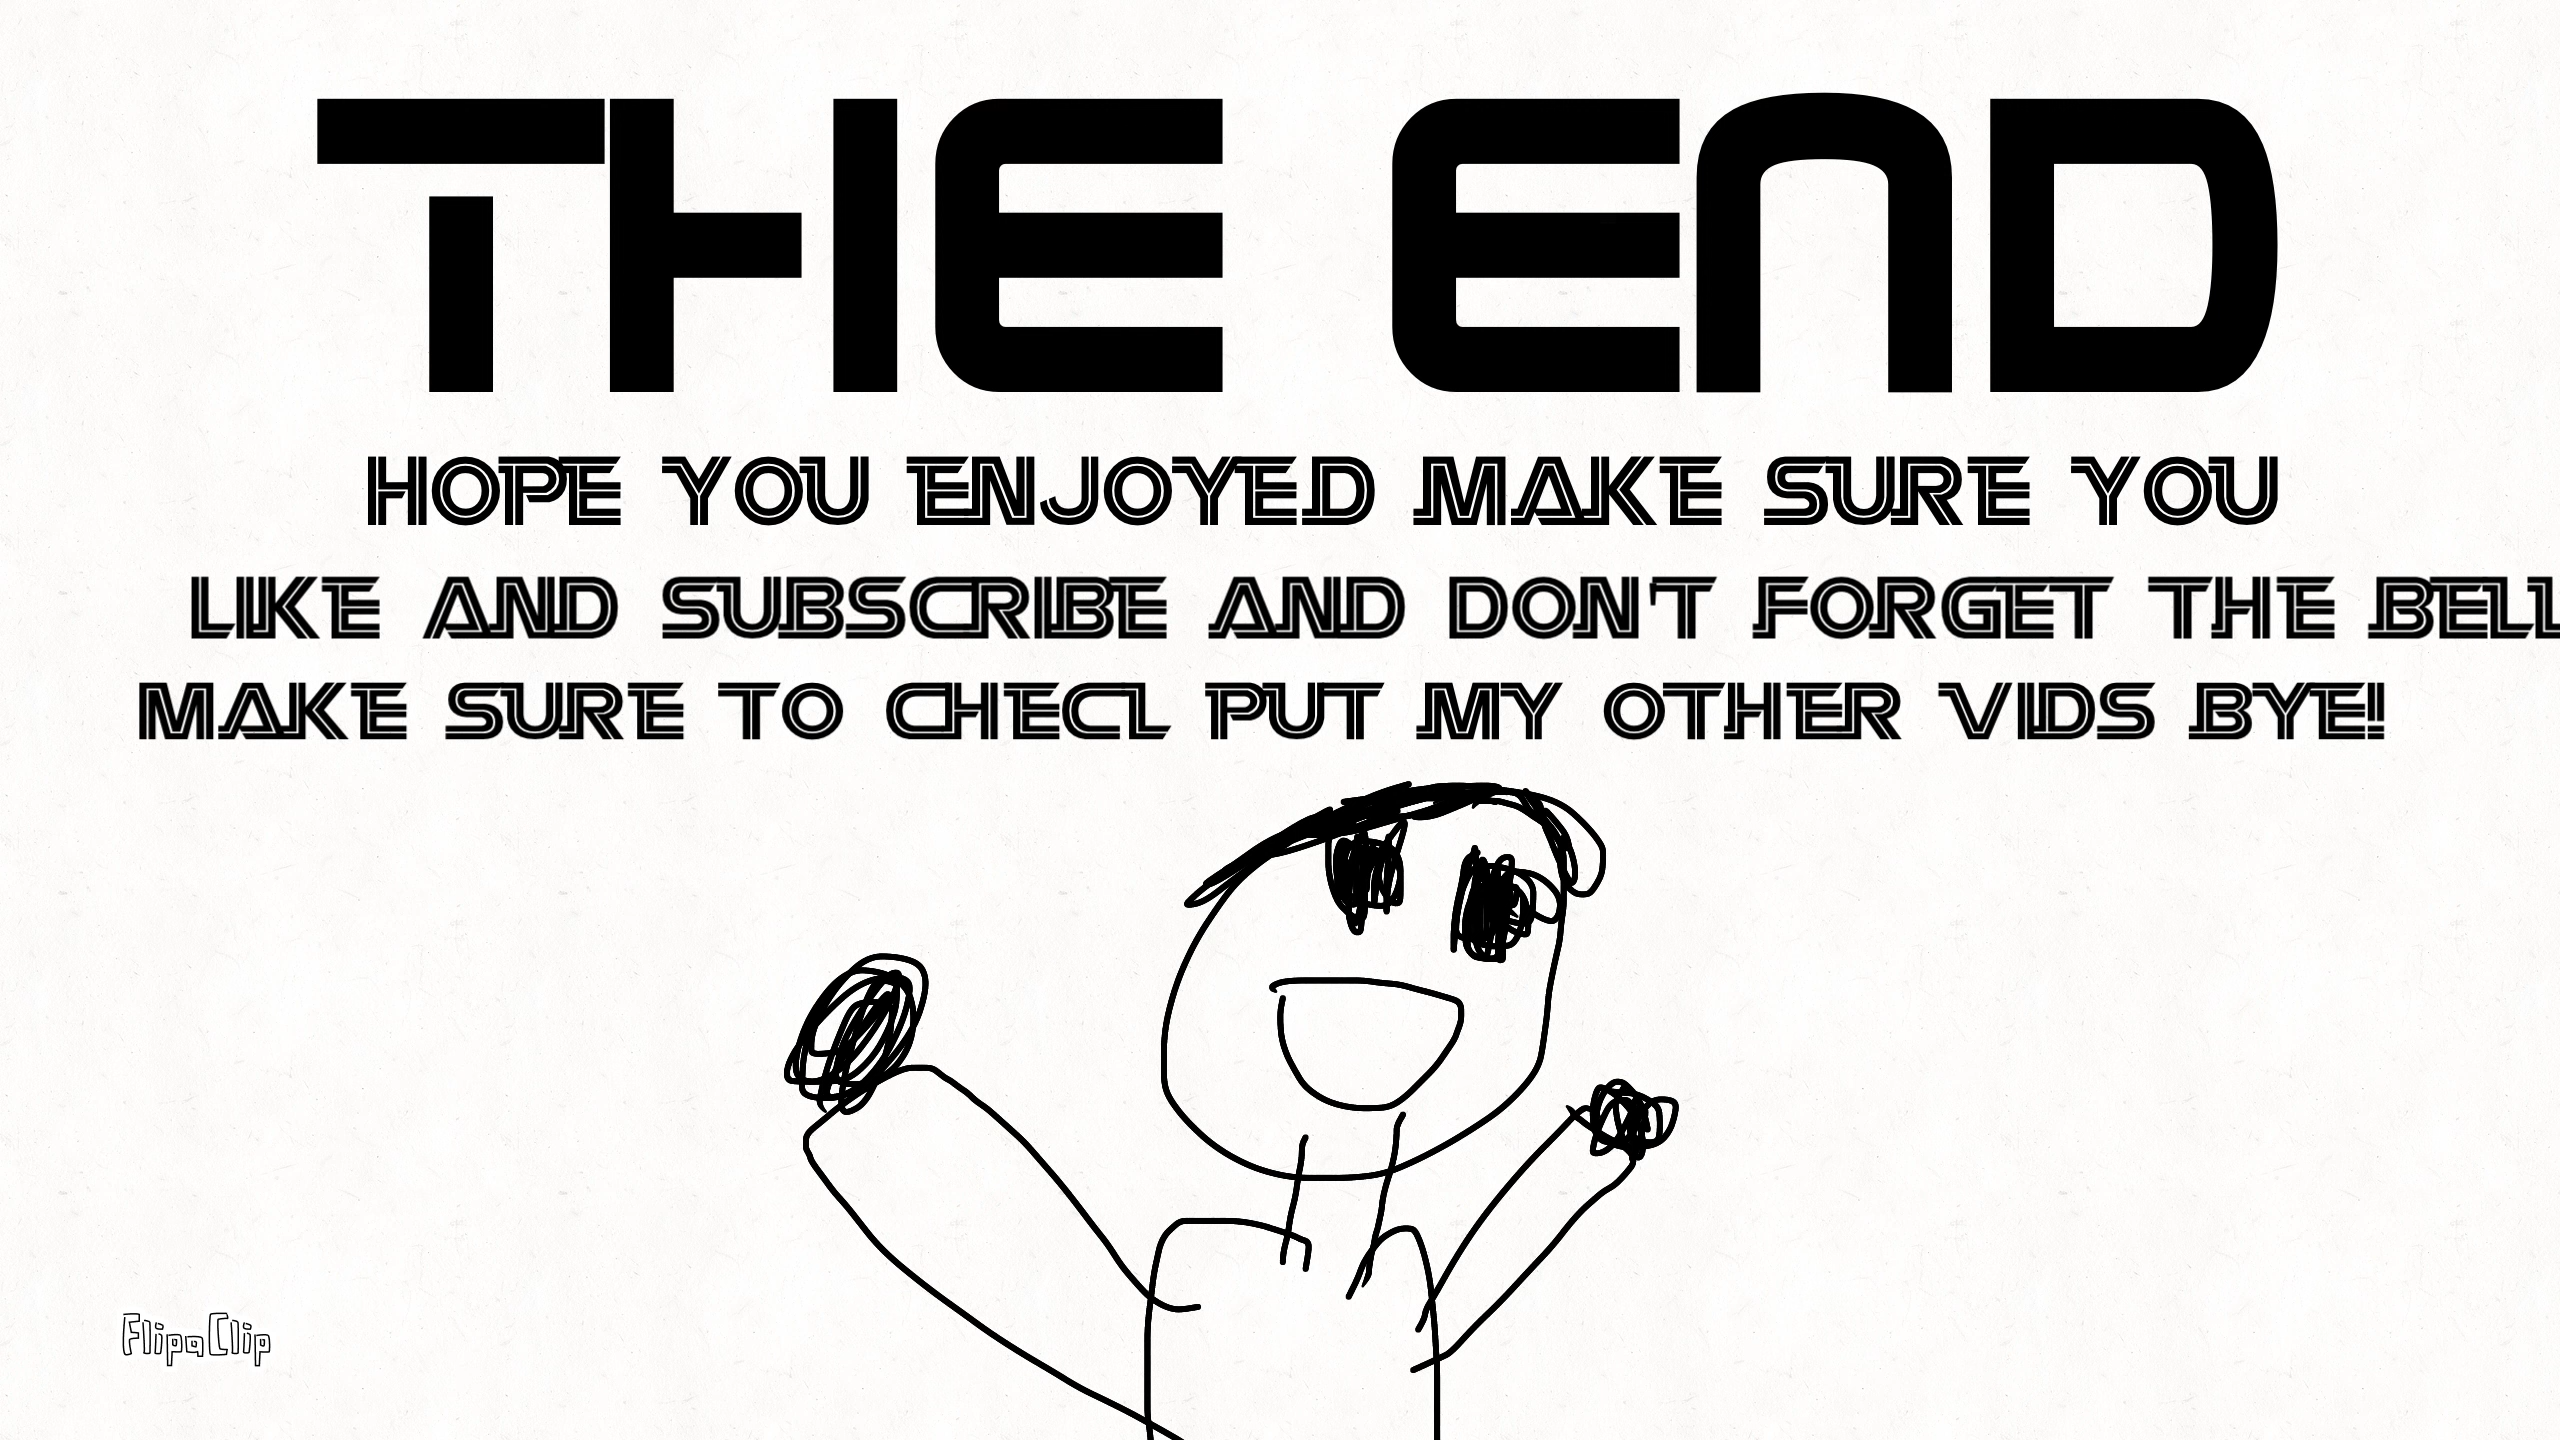 THE END
HOPE YOU ENJOYED MAKE SURE YOU
LIKE AND SUBSCRIBE AND DON'T FORGET THE BELL
MAKE SURE TO CHECL PUT MY OTHER VIDS BYE!
FlipaClip